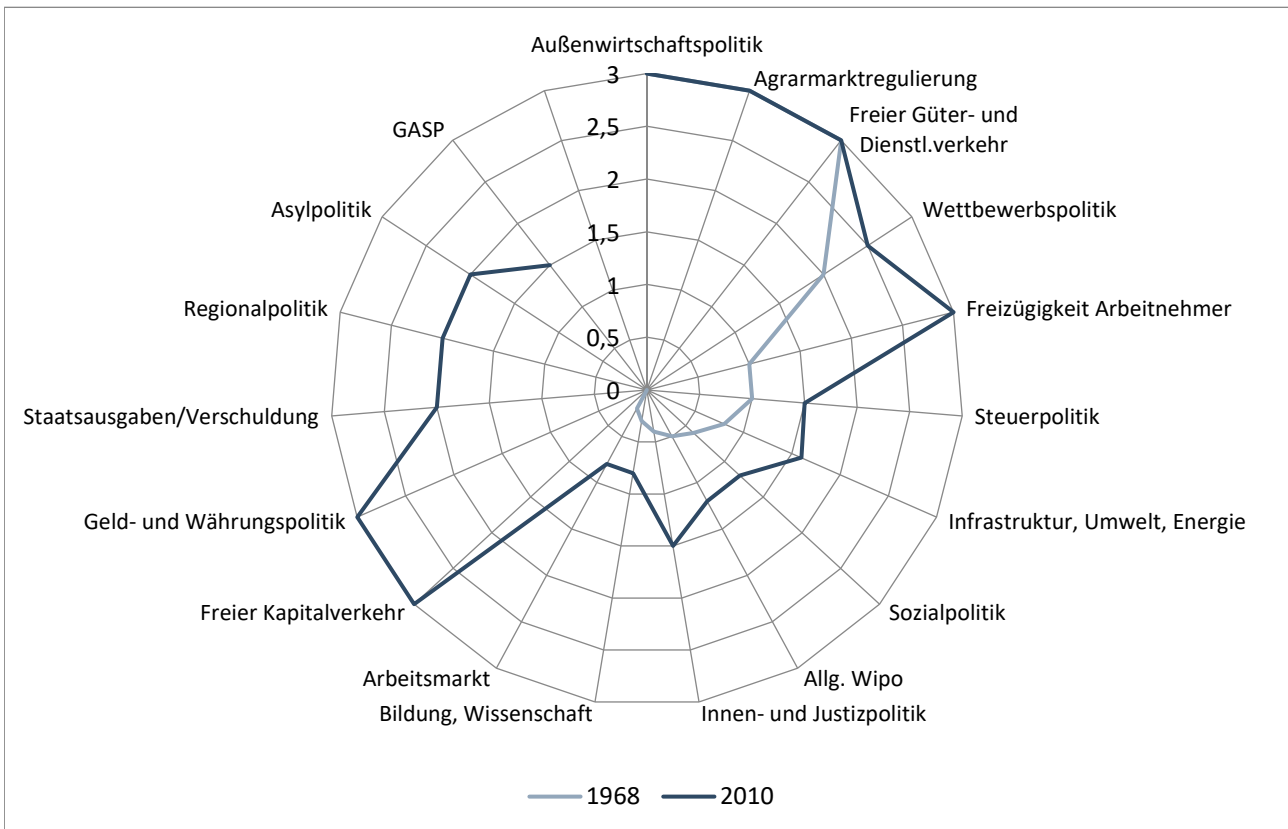 Außenwirtschaftspolitik
Agrarmarktregulierung
Freier Güter- und
Dienstl.verkehr
Wettbewerbspolitik
Freizügigkeit Arbeitnehmer
Steuerpolitik
Infrastruktur, Umwelt, Energie
Sozialpolitik
Allg. Wipo
Innen- und Justizpolitik
Bildung, Wissenschaft
Arbeitsmarkt
Freier Kapitalverkehr
Geld- und Währungspolitik
Staatsausgaben/Verschuldung
Regionalpolitik
Asylpolitik
GASP
3
2,5
2
1,5
1
0,5
0
1968
2010